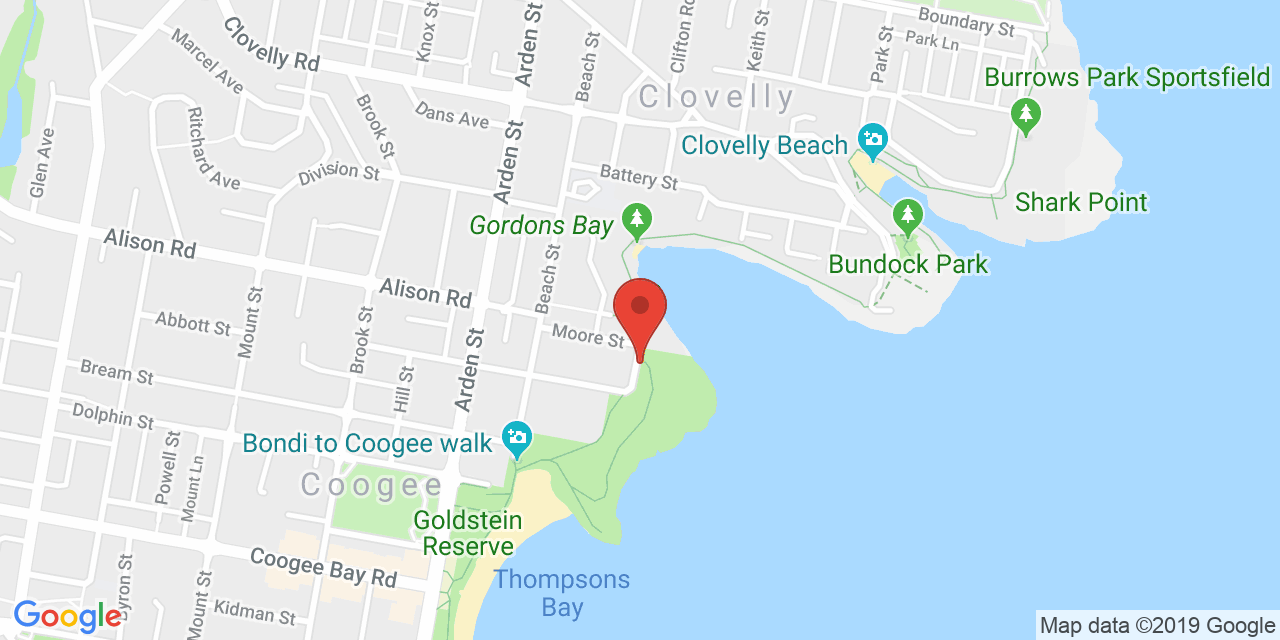 Boundary St
Park Ln
Park St
Keith St
Clifton Rd
Knox St
Arden St
Beach St
Clovelly Rd
Marcel Ave
Burrows Park Sportsfield
Clovelly
Dans Ave
Brook St
Ritchard Ave
Glen Ave
Clovelly Beach
Arden St
Division St
Battery St
Shark Point
Gordons Bay
Alison Rd
Bundock Park
Beach St
Alison Rd
Mount St
Abbott St
Brook St
Moore St
Arden St
Bream St
Hill St
Dolphin St
Bondi to Coogee walk
Powell St
Mount Ln
Coogee
Goldstein
Reserve
Coogee Bay Rd
Thompsons
Bay
Byron St
Mount St
Kidman St
Google
Map data ©2019 Google